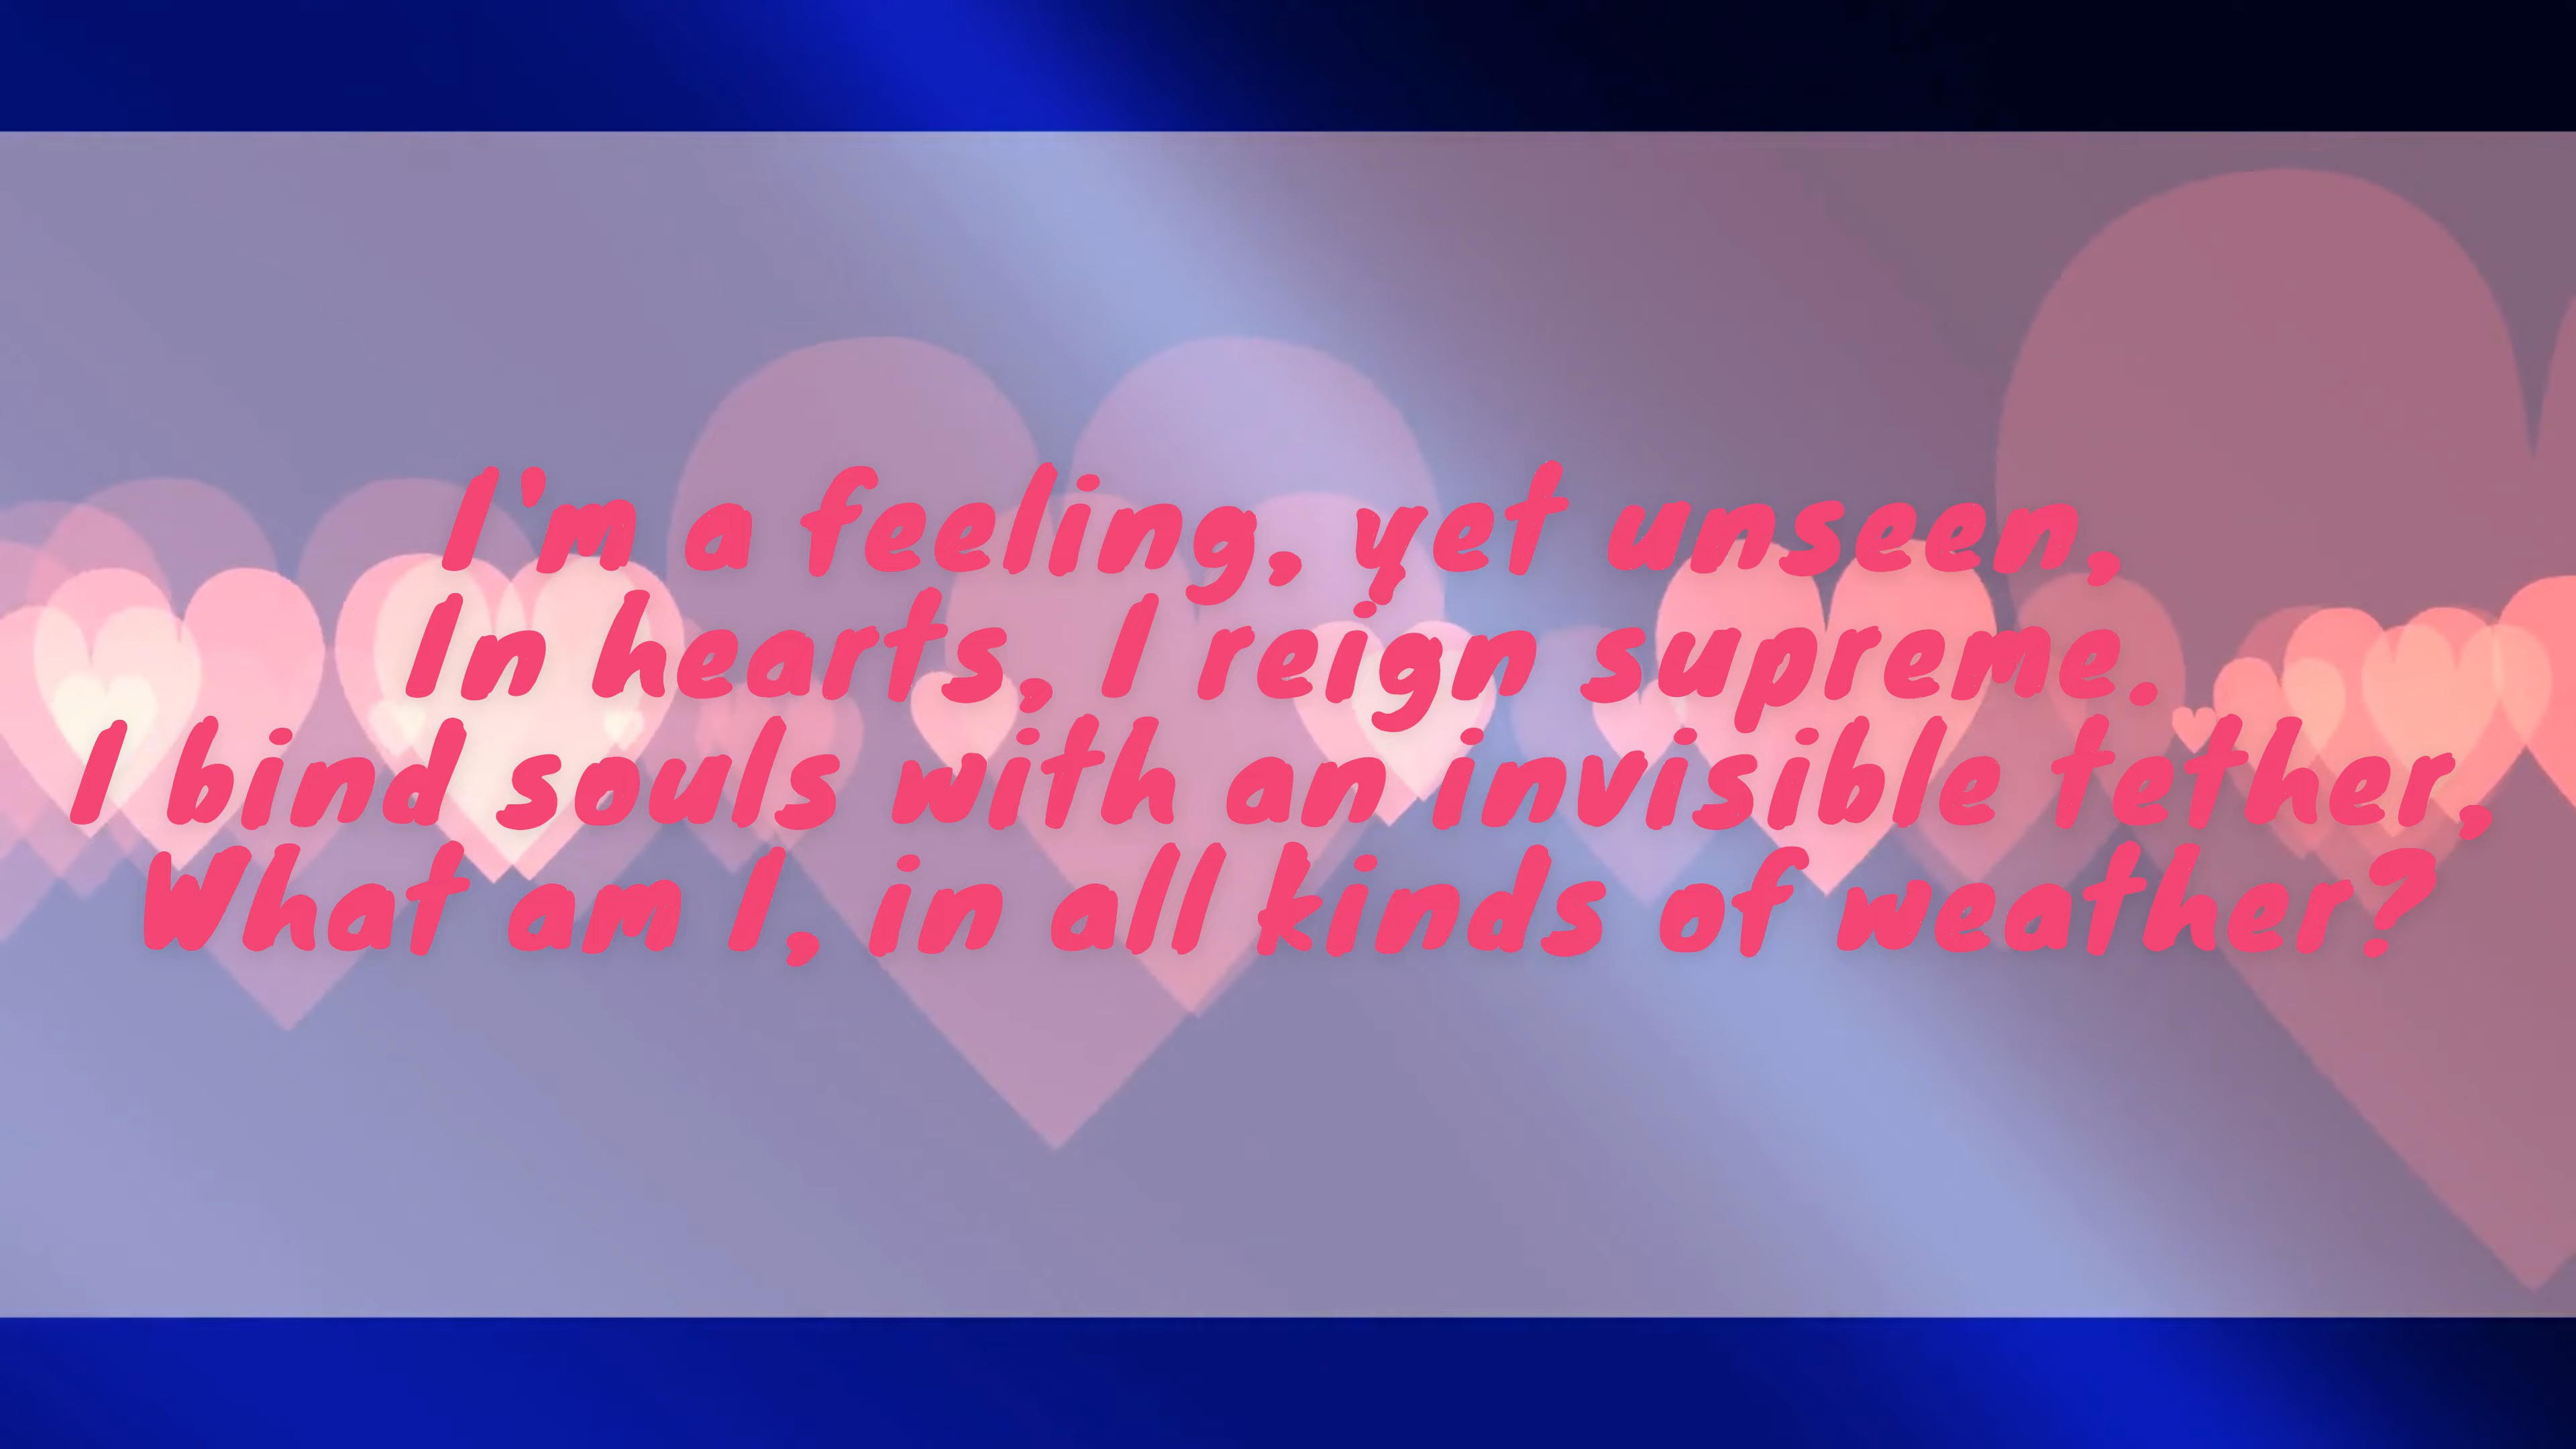 I'm a feeling, yet unseen,
In hearts, I reign supreme.
I bind souls with an invisible tether,
What am I, in all kinds of weather?